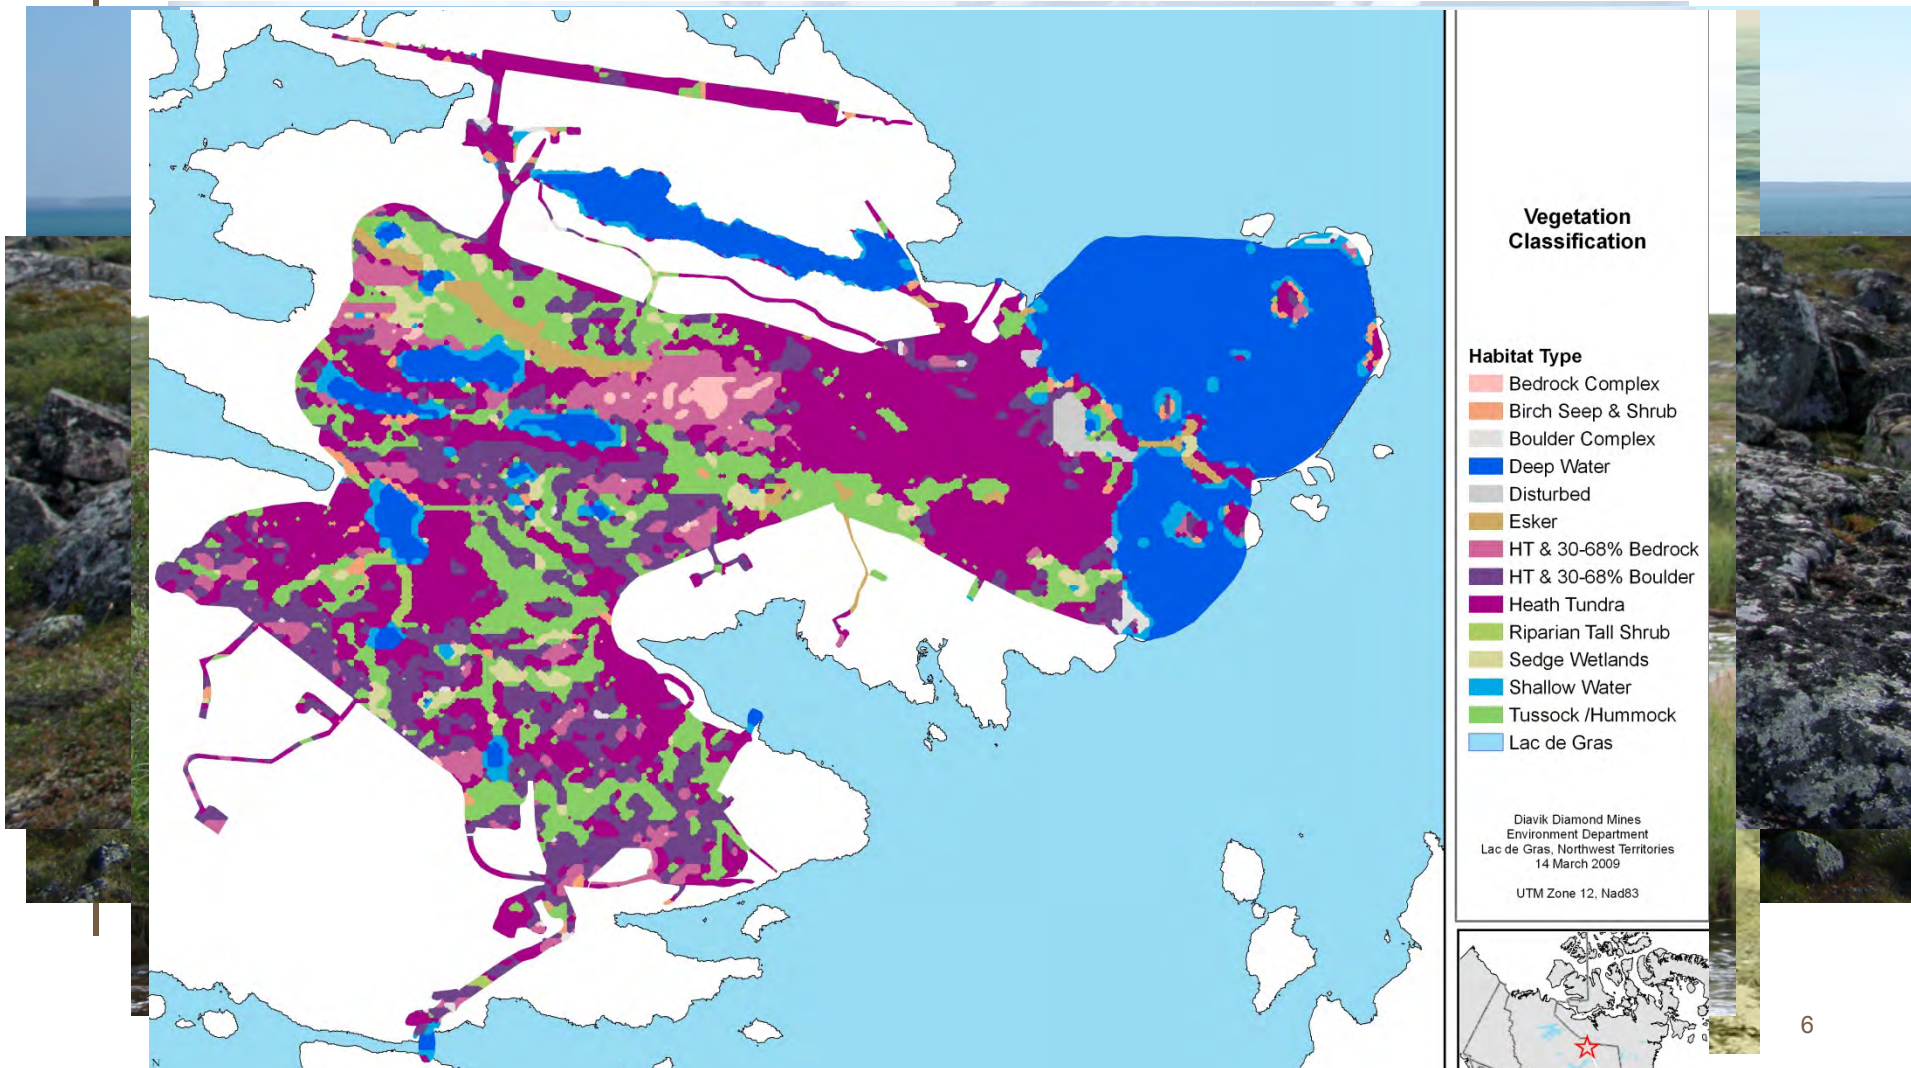 Vegetation
Classification
Habitat Type
Bedrock Complex
Birch Seep & Shrub
Boulder Complex
Deep Water
Disturbed
Esker
HT & 30-68% Bedrock
HT & 30-68% Boulder
Heath Tundra
Riparian Tall Shrub
Sedge Wetlands
Shallow Water
Tussock /Hummock
Lac de Gras
Diavik Diamond Mines
Environment Department
Lac de Gras, Northwest Territories
14 March 2009
UTM Zone 12, Nad83
N
6